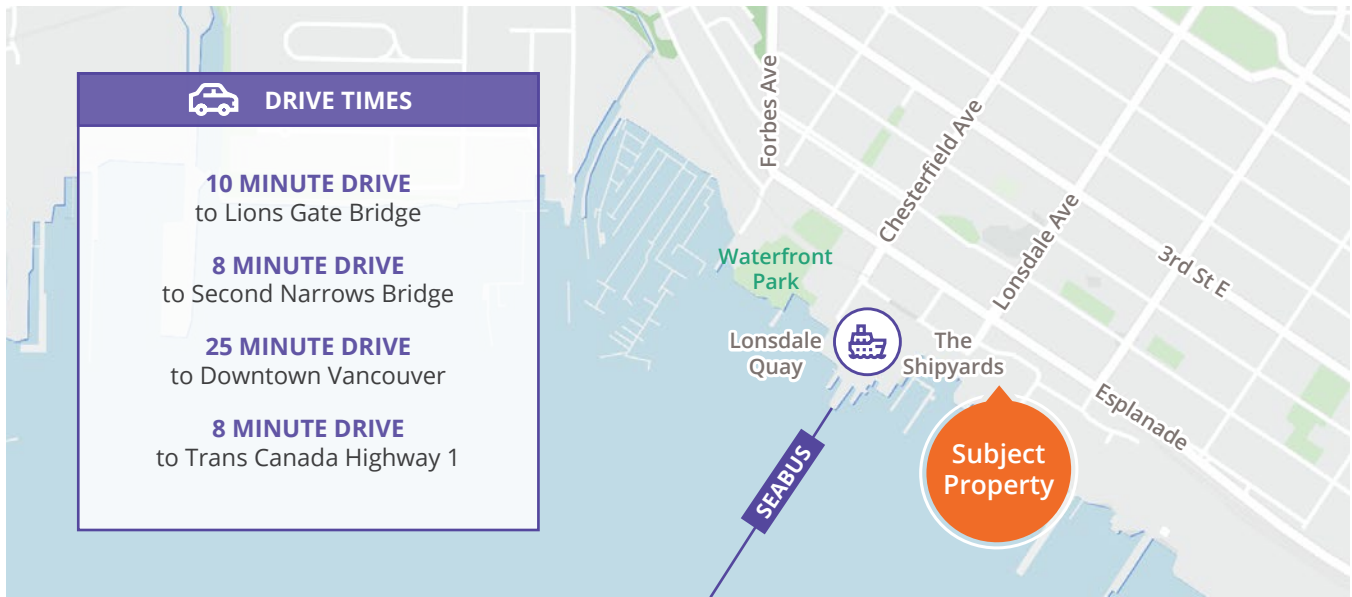 DRIVE TIMES
10 MINUTE DRIVE
to Lions Gate Bridge
8 MINUTE DRIVE
to Second Narrows Bridge
25 MINUTE DRIVE
to Downtown Vancouver
8 MINUTE DRIVE
to Trans Canada Highway 1
Forbes Ave
Chesterfield Ave
Lonsdale Ave
3rd St E
Waterfront
Park
Lonsdale
Quay
The
Shipyards
Esplanade
SEABUS
Subject
Property